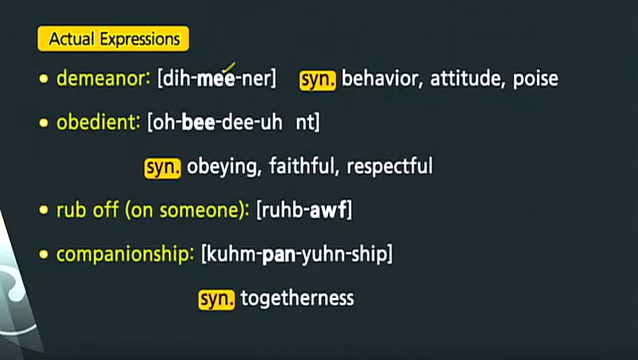 Actual Expressions
• demeanor: [dih-mee-ner] syn. behavior, attitude, poise
• obedient: [oh-bee-dee-uh nt]
syn. obeying, faithful, respectful
• rub off (on someone): [ruhb-awf]
• companionship: [kuhm-pan-yuhn-ship]
syn. togetherness